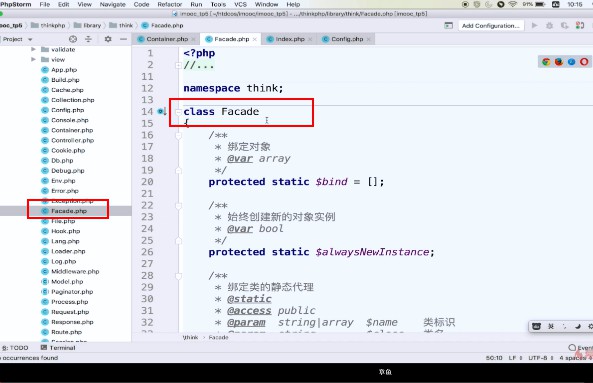 PhpStorm File Edit View Navigate Code Refactor Run Tools VCS Window Help
10:15
imooc_tp5 [~/htdocs/imooc/imooc_tp5] - .../thinkphp/library/think/Facade.php [imooc_tp5]
ooc_tp5 thinkphp library think Facade.php
Add Configuration...
Project
Container.php Facade.php Index.php Config.php
validate
view
App.php
Build.php
Cache.php
Collection.php
Config.php
Console.php
Container.php
Controller.php
Cookie.php
Db.php
Debug.php
Env.php
Error.php
Exception.php
Facade.php
File.php
Hook.php
Lang.php
Loader.php
Log.php
Middleware.php
Model.php
Paginator.php
Process.php
Request.php
Response.php
Route.php
1 <?php
2 //...
11
12 namespace think;
13
14 class Facade
15 {
16 /**
17 * 绑定对象
18 * @var array
19 */
20 protected static $bind = [];
21
22 /**
23 * 始终创建新的对象实例
24 * @var bool
25 */
26 protected static $alwaysNewInstance;
27
28 /**
29 * 绑定类的静态代理
30 * @static
31 * @access public
32 * @param string|array $name 类标识
\think Facade
6: TODO Terminal
occurrences found
50:10 LF UTF-8 4 spaces
章鱼